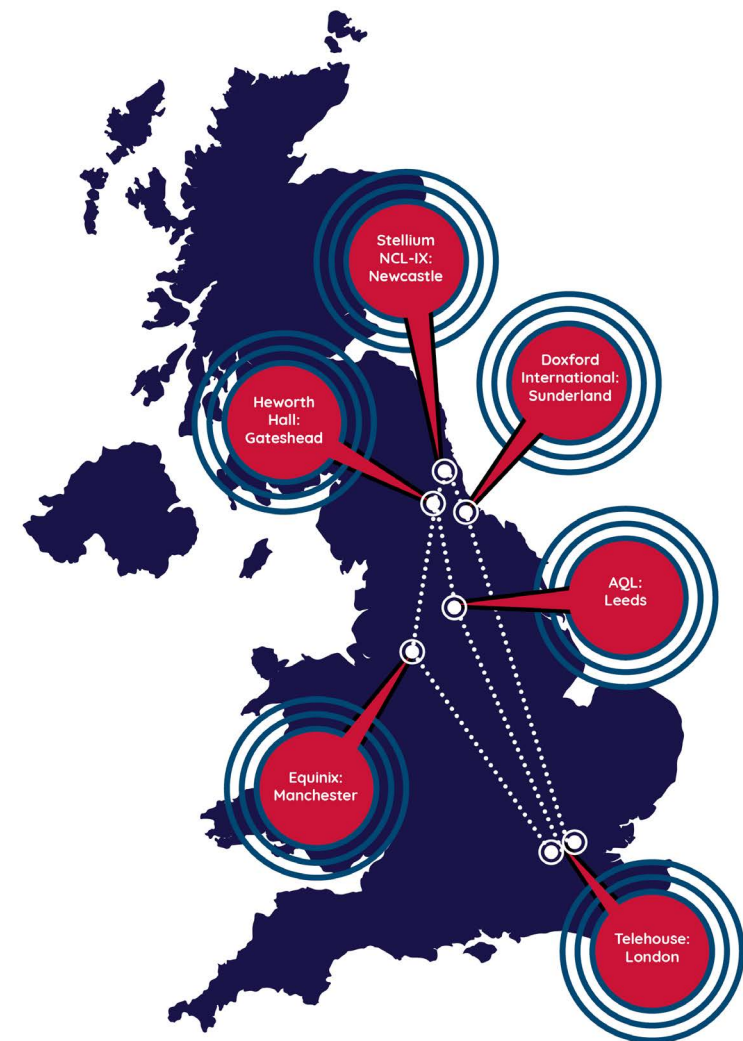 Stellium
NCL-IX:
Newcastle
Doxford
International:
Sunderland
Heworth
Hall:
Gateshead
AQL:
Leeds
Equinix:
Manchester
Telehouse:
London